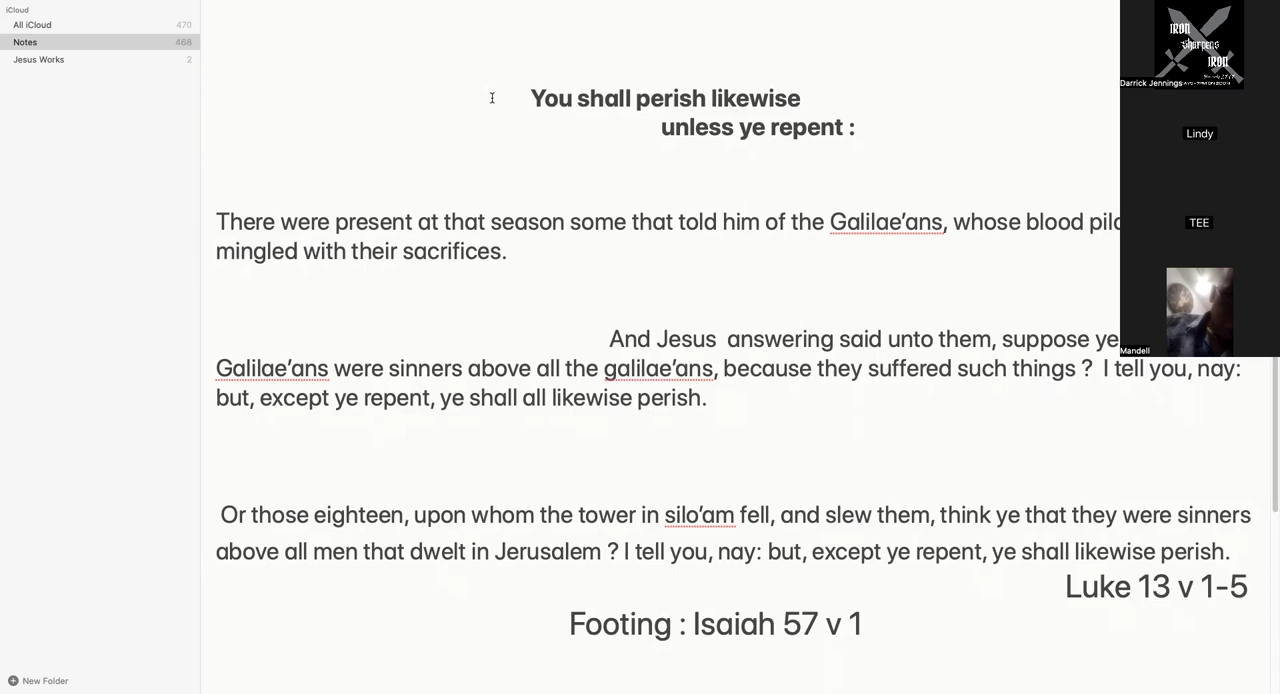 iCloud
All iCloud 470
Notes 468
Jesus Works 2
New Folder
You shall perish likewise
unless ye repent :
There were present at that season some that told him of the Galilae’ans, whose blood
mingled with their sacrifices.
And Jesus answering said unto them, suppose ye
Galilae’ans were sinners above all the galilae’ans, because they suffered such things ? I tell you, nay:
but, except ye repent, ye shall all likewise perish.
Or those eighteen, upon whom the tower in silo’am fell, and slew them, think ye that they were sinners
above all men that dwelt in Jerusalem ? I tell you, nay: but, except ye repent, ye shall likewise perish.
Luke 13 v 1-5
Footing : Isaiah 57 v 1
IRON
sharpens
IRON
Darrick Jennings
Lindy
TEE
Mandell